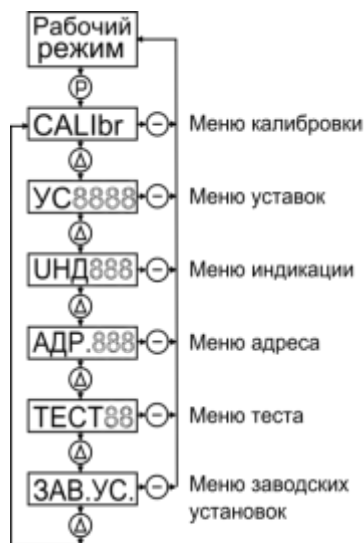 Рабочий
режим
P
CALIbr – Меню калибровки
Δ
УС8888 – Меню уставок
Δ
UHД888 – Меню индикации
Δ
АДР.888 – Меню адреса
Δ
ТЕСТ88 – Меню теста
Δ
ЗАВ.УС. – Меню заводских
установок
Δ